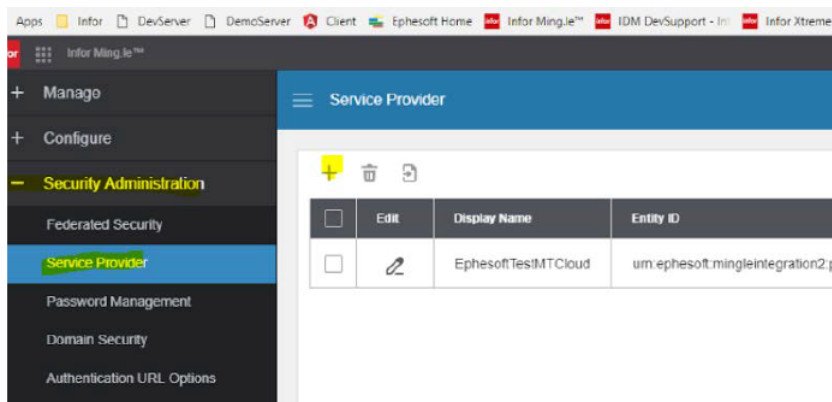 Apps Infor DevServer DemoServer Client Ephesoft Home Infor Ming.le™ IDM DevSupport - In Infor Xtreme
or Infor Ming.le™
+ Manage
Service Provider
+ Configure
− Security Administration
+
Federated Security
Edit Display Name Entity ID
Service Provider
EphesoftTestMTCloud urn:ephesoft:mingleintegration2:p
Password Management
Domain Security
Authentication URL Options